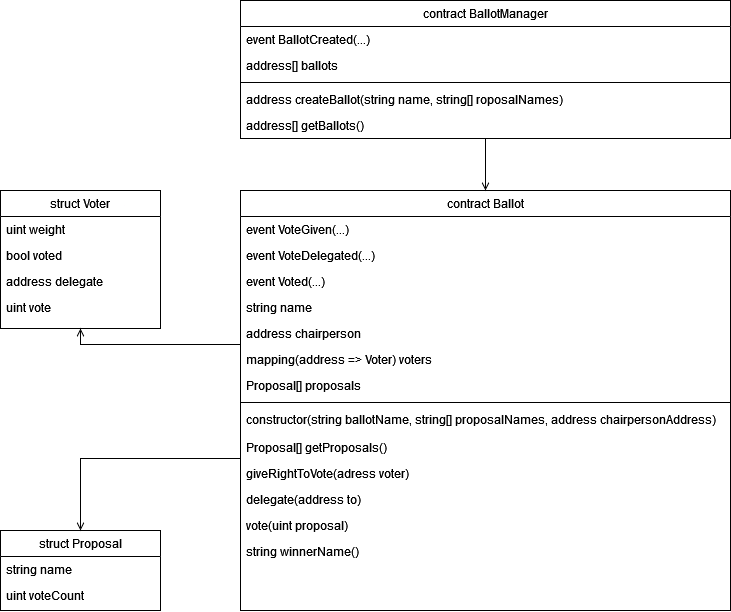 contract BallotManager
event BallotCreated(...)
address[] ballots
address createBallot(string name, string[] roposalNames)
address[] getBallots()
struct Voter
uint weight
bool voted
address delegate
uint vote
contract Ballot
event VoteGiven(...)
event VoteDelegated(...)
event Voted(...)
string name
address chairperson
mapping(address => Voter) voters
Proposal[] proposals
constructor(string ballotName, string[] proposalNames, address chairpersonAddress)
Proposal[] getProposals()
giveRightToVote(adress voter)
delegate(address to)
vote(uint proposal)
string winnerName()
struct Proposal
string name
uint voteCount